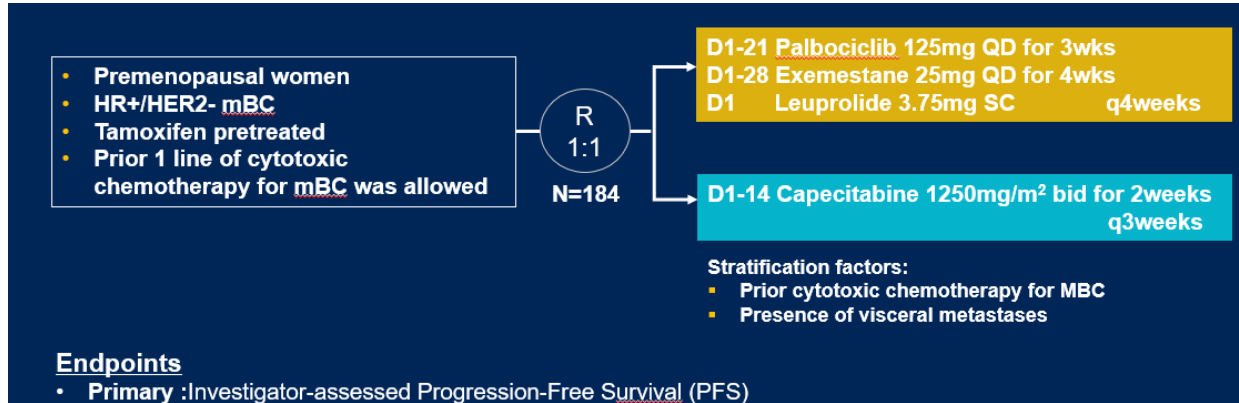 • Premenopausal women
• HR+/HER2- mBC
• Tamoxifen pretreated
• Prior 1 line of cytotoxic
chemotherapy for mBC was allowed
R
1:1
N=184
D1-21 Palbociclib 125mg QD for 3wks
D1-28 Exemestane 25mg QD for 4wks
D1 Leuprolide 3.75mg SC q4weeks
D1-14 Capecitabine 1250mg/m² bid for 2weeks
q3weeks
Stratification factors:
▪ Prior cytotoxic chemotherapy for MBC
▪ Presence of visceral metastases
Endpoints
• Primary :Investigator-assessed Progression-Free Survival (PFS)